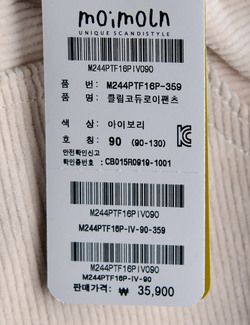 moimoln
UNIQUE SCANDISTYLE
M244PTF16PIV090
품 번: M244PTF16P-359
품 명: 클림코듀로이팬츠
색 상: 아이보리
호 칭: 90 (90-130)
안전확인신고
확인증번호: CB015R0919-1001
M244PTF16PIV090
M244PTF16P-IV-90-359
M244PTF16PIV090
M244PTF16P-IV-90
판매가격: ₩ 35,900